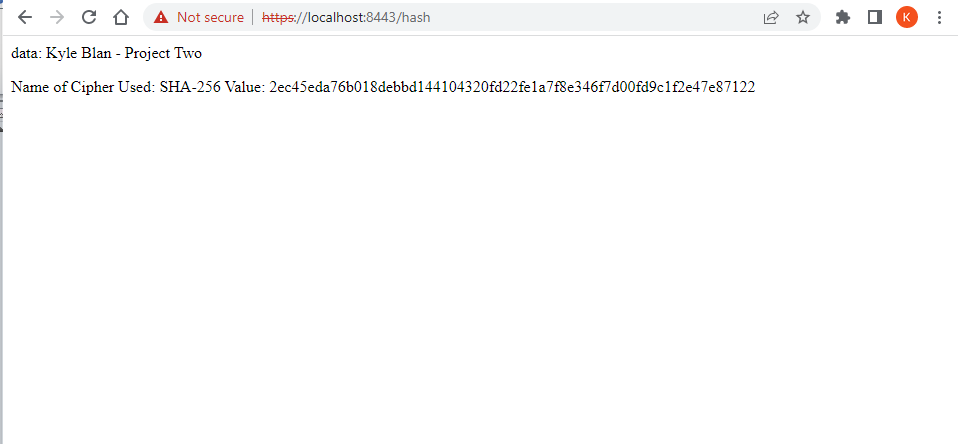 Not secure https://localhost:8443/hash K
data: Kyle Blan - Project Two
Name of Cipher Used: SHA-256 Value: 2ec45eda76b018debbd144104320fd22fe1a7f8e346f7d00fd9c1f2e47e87122